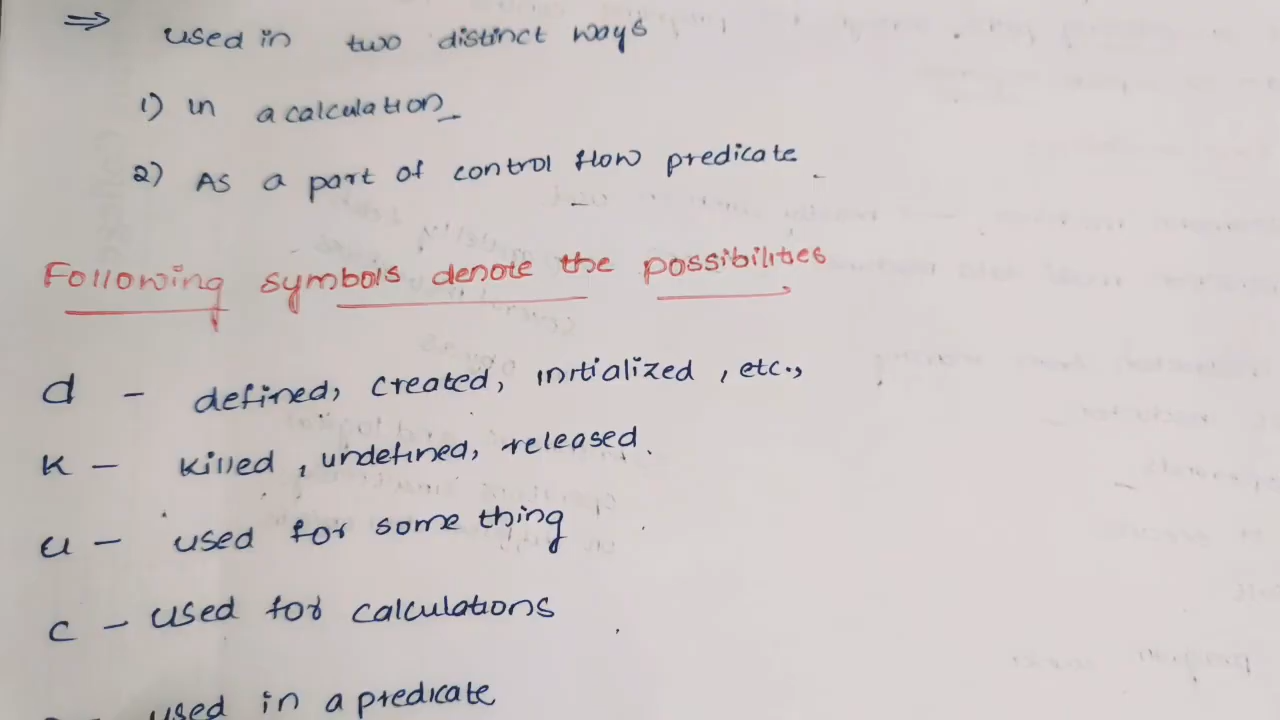 ⇒ used in two distinct ways
1) in a calculation
2) As a part of control flow predicate
Following symbols denote the possibilites
d - defined, created, initialized, etc.,
K - killed, undefined, released.
u - used for some thing
c - used for calculations
used in a predicate